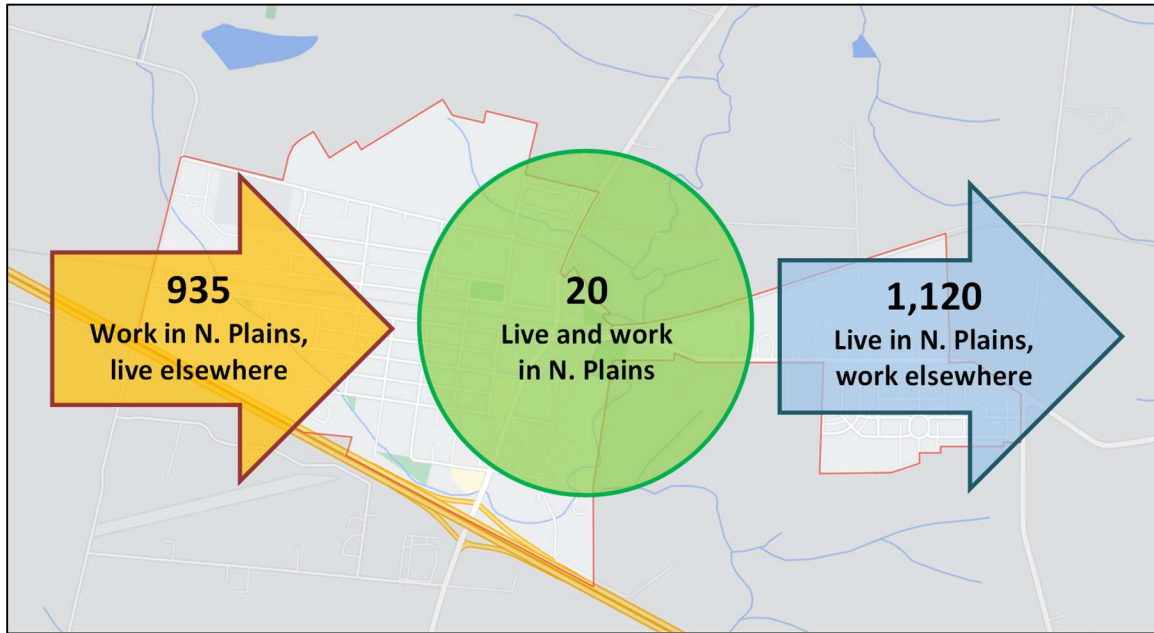 935
Work in N. Plains,
live elsewhere
20
Live and work
in N. Plains
1,120
Live in N. Plains,
work elsewhere